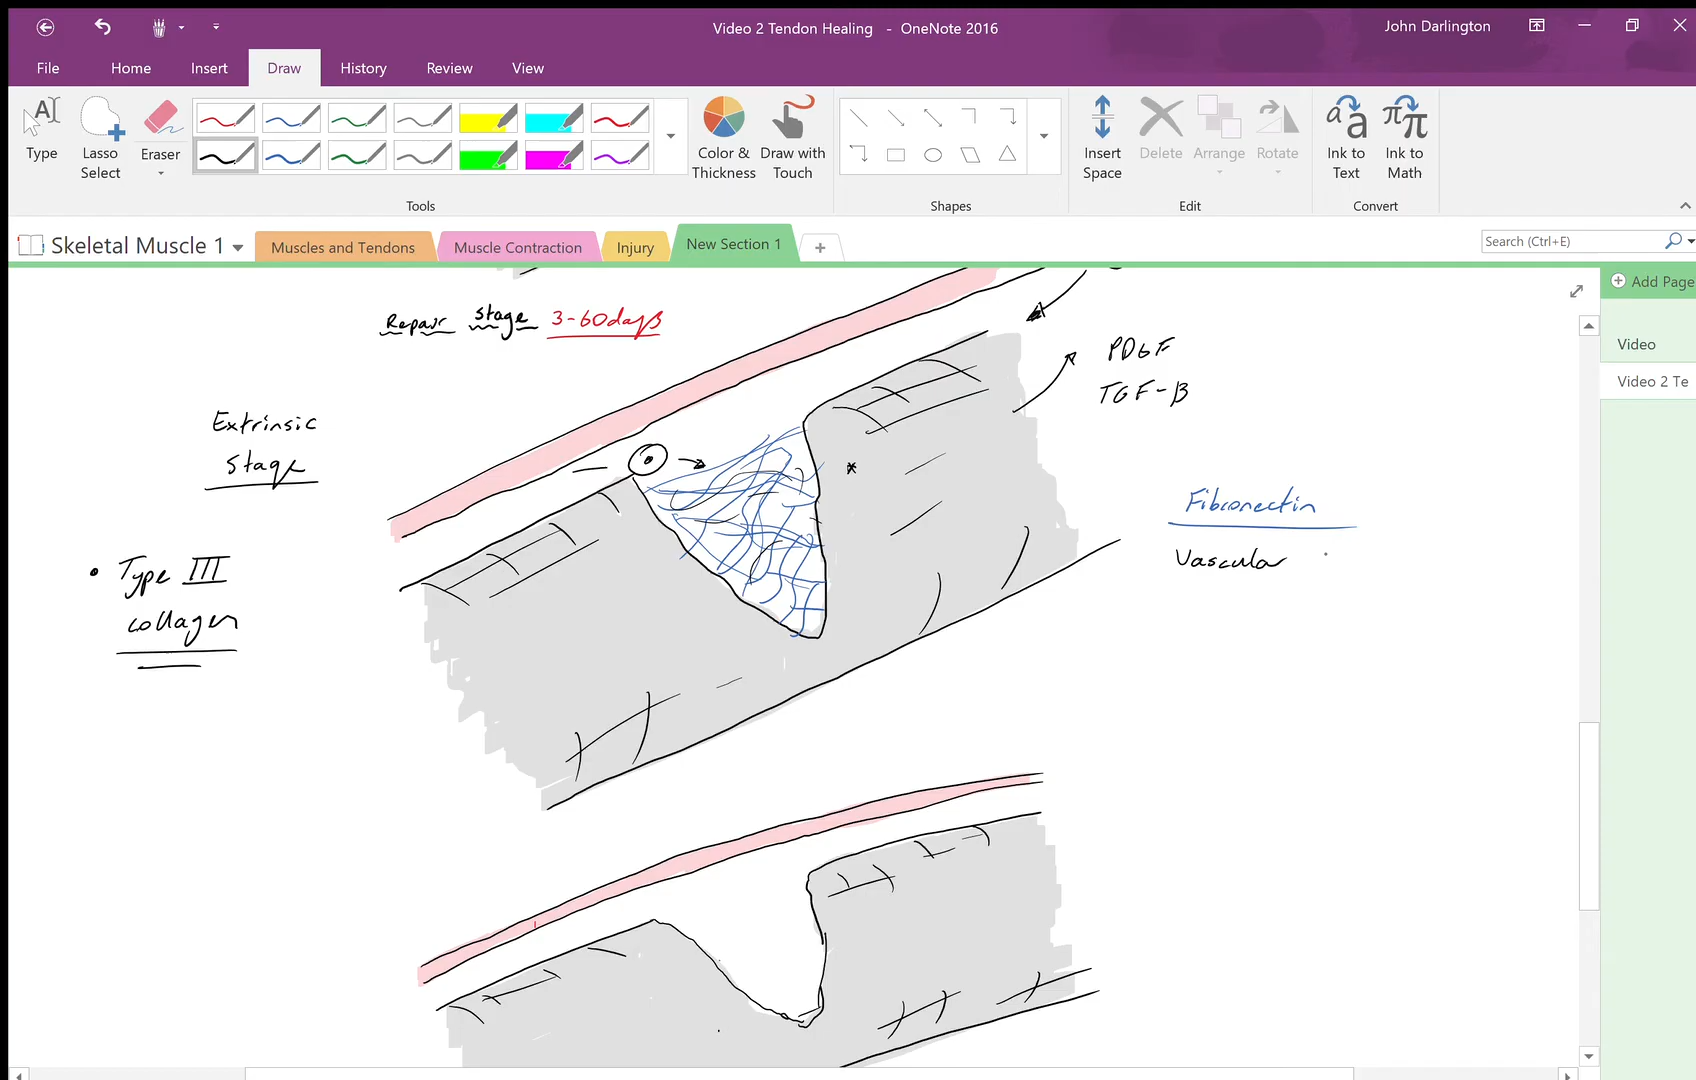 Video 2 Tendon Healing - OneNote 2016
John Darlington
File Home Insert Draw History Review View
Type
Lasso Select
Eraser
Color & Thickness
Draw with Touch
Insert Space
Delete
Arrange
Rotate
Ink to Text
Ink to Math
Tools
Shapes
Edit
Convert
Skeletal Muscle 1
Muscles and Tendons
Muscle Contraction
Injury
New Section 1
Search (Ctrl+E)
Add Page
Video
Video 2 Te
Repair Stage 3-60days
PDGF
TGF-β
Extrinsic
Stage
Fibronectin
Vascular
• Type III
collagen